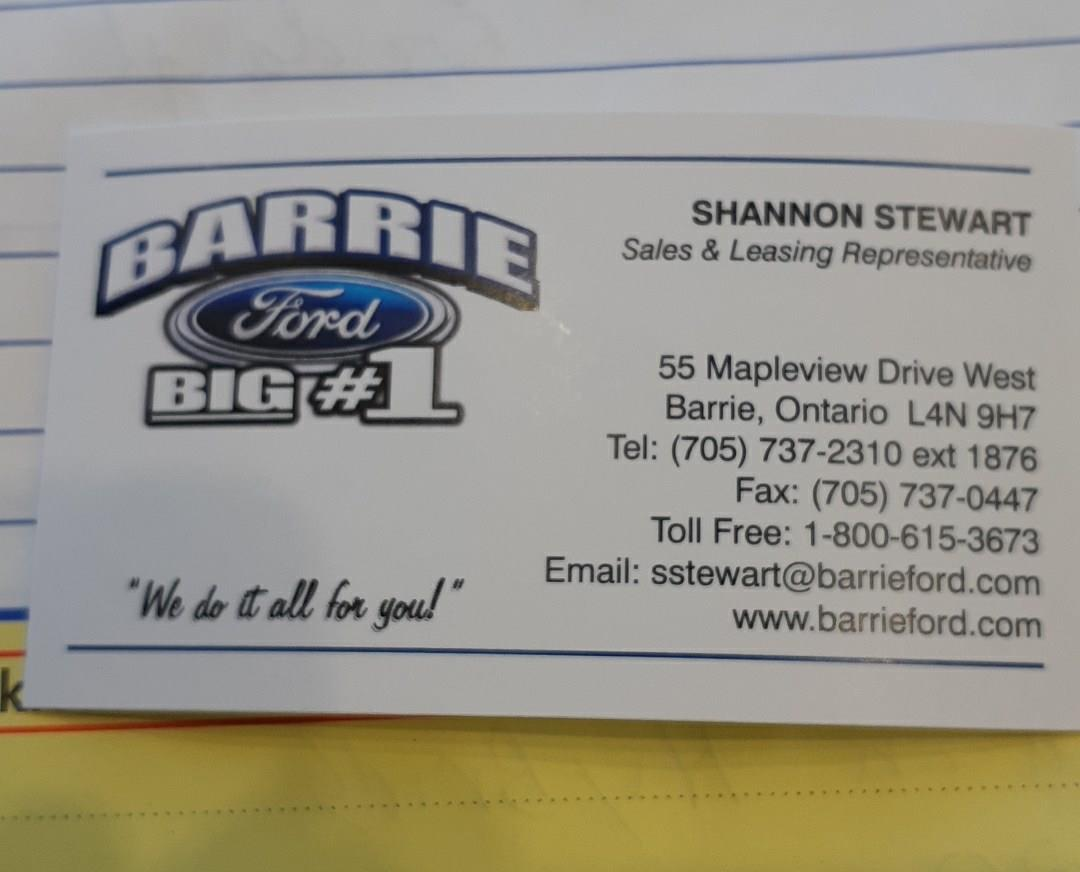 BARRIE
Ford
BIG #1
SHANNON STEWART
Sales & Leasing Representative
55 Mapleview Drive West
Barrie, Ontario L4N 9H7
Tel: (705) 737-2310 ext 1876
Fax: (705) 737-0447
Toll Free: 1-800-615-3673
Email: sstewart@barrieford.com
www.barrieford.com
"We do it all for you!"
k